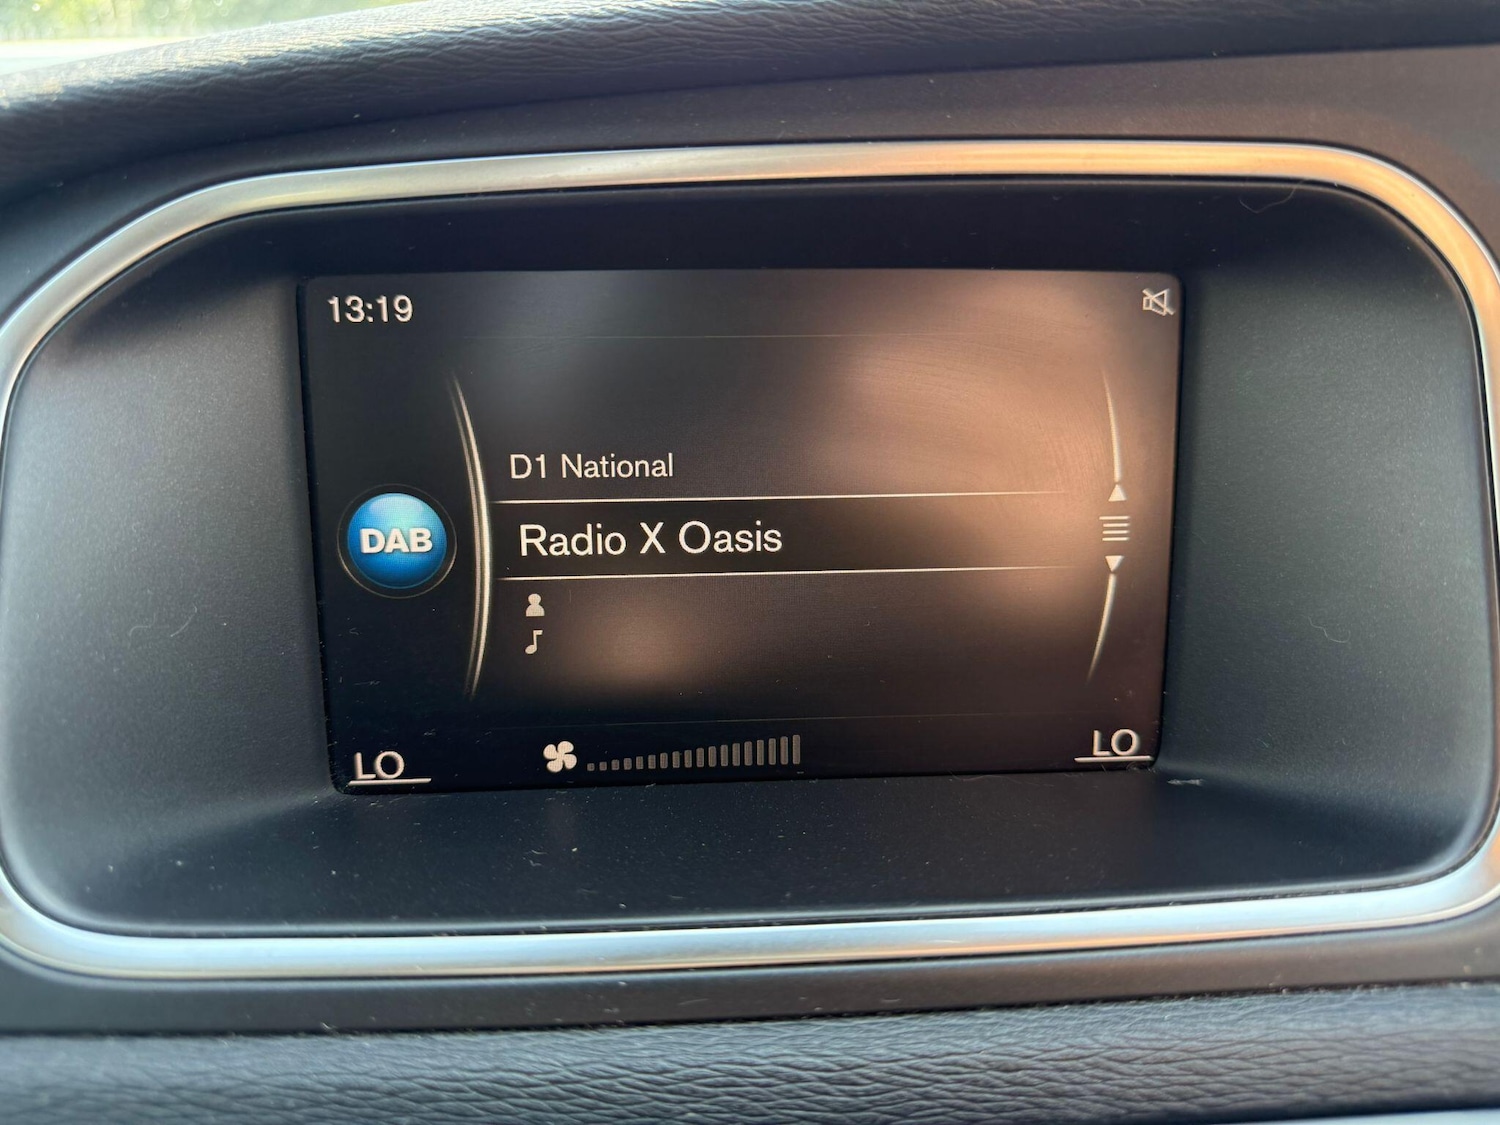 13:19
D1 National
DAB
Radio X Oasis
LO
LO